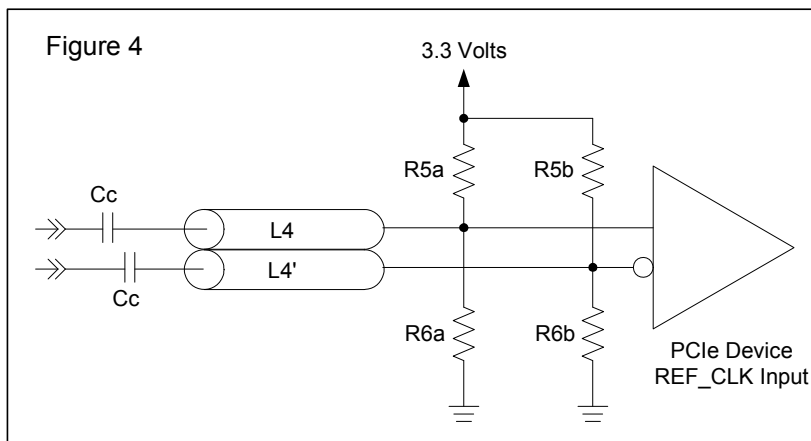 Figure 4
3.3 Volts
R5a
R5b
Cc
L4
L4'
Cc
R6a
R6b
PCIe Device
REF_CLK Input